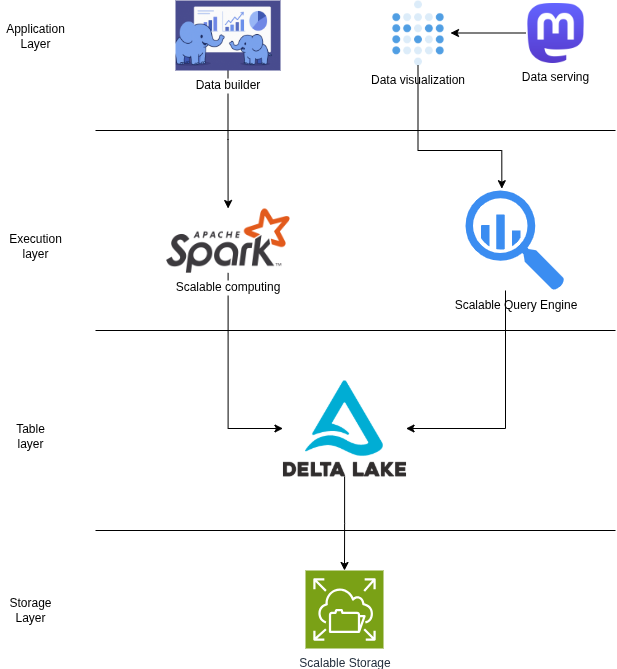 Application
Layer
Data builder
Data visualization
Data serving
Execution
layer
APACHE
Spark™
Scalable computing
Scalable Query Engine
Table
layer
DELTA LAKE
Storage
Layer
Scalable Storage